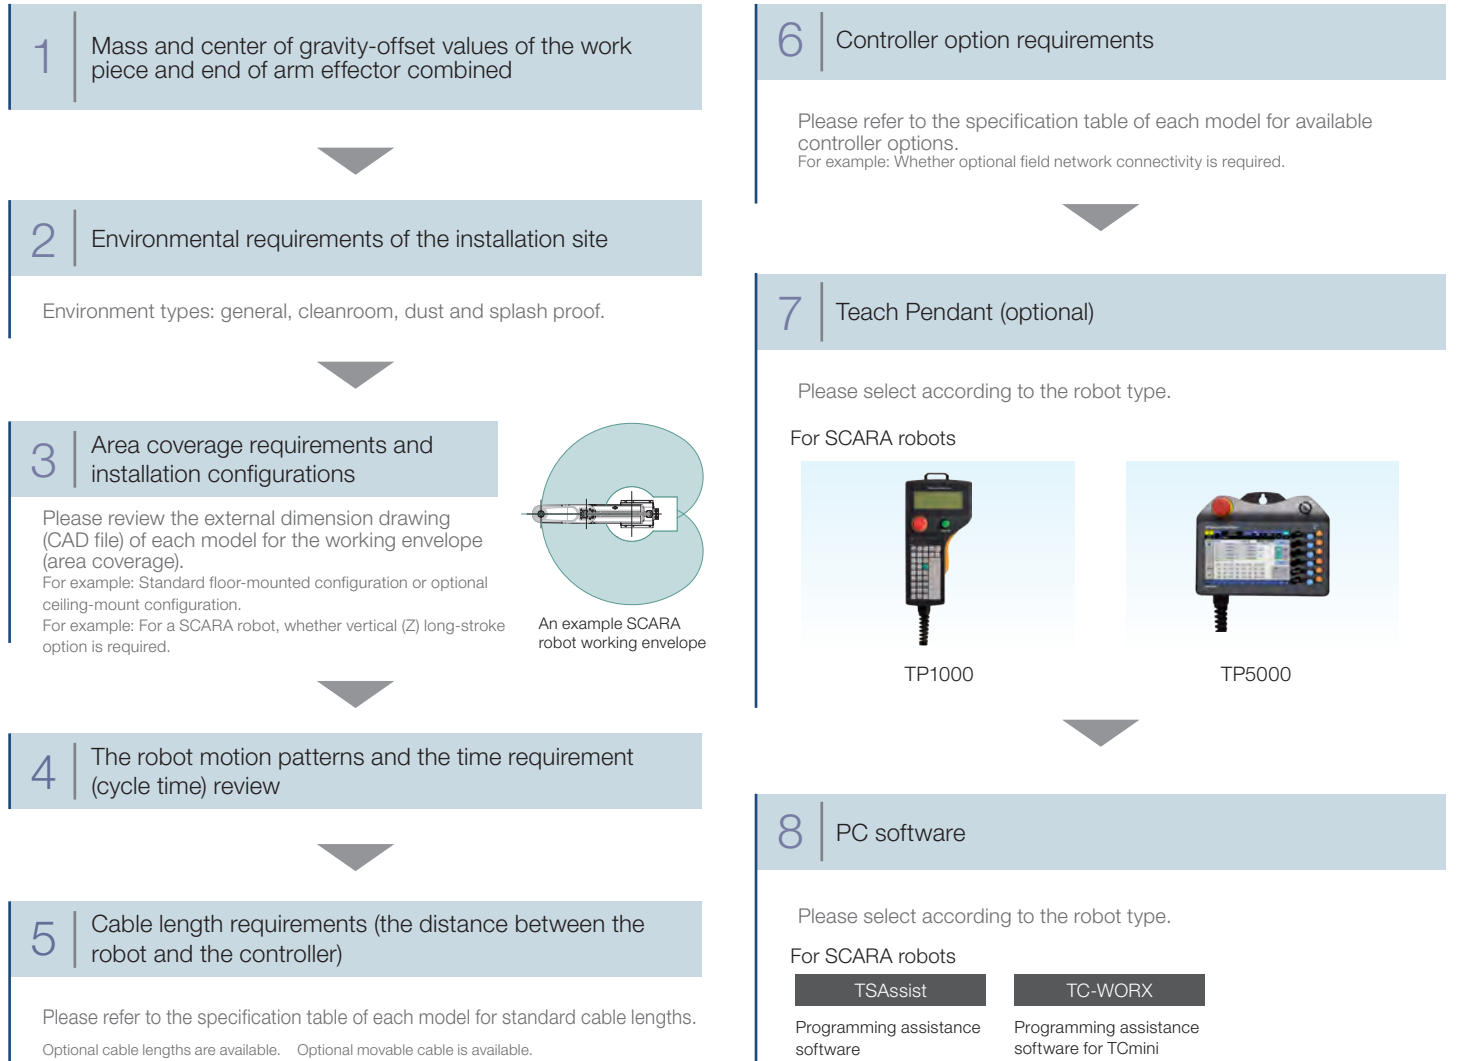 1
Mass and center of gravity-offset values of the work
piece and end of arm effector combined
2
Environmental requirements of the installation site
Environment types: general, cleanroom, dust and splash proof.
3
Area coverage requirements and
installation configurations
Please review the external dimension drawing
(CAD file) of each model for the working envelope
(area coverage).
For example: Standard floor-mounted configuration or optional
ceiling-mount configuration.
For example: For a SCARA robot, whether vertical (Z) long-stroke
option is required.
An example SCARA
robot working envelope
4
The robot motion patterns and the time requirement
(cycle time) review
5
Cable length requirements (the distance between the
robot and the controller)
Please refer to the specification table of each model for standard cable lengths.
Optional cable lengths are available. Optional movable cable is available.
6
Controller option requirements
Please refer to the specification table of each model for available
controller options.
For example: Whether optional field network connectivity is required.
7
Teach Pendant (optional)
Please select according to the robot type.
For SCARA robots
TP1000
TP5000
8
PC software
Please select according to the robot type.
For SCARA robots
TSAssist
Programming assistance
software
TC-WORX
Programming assistance
software for TCmini